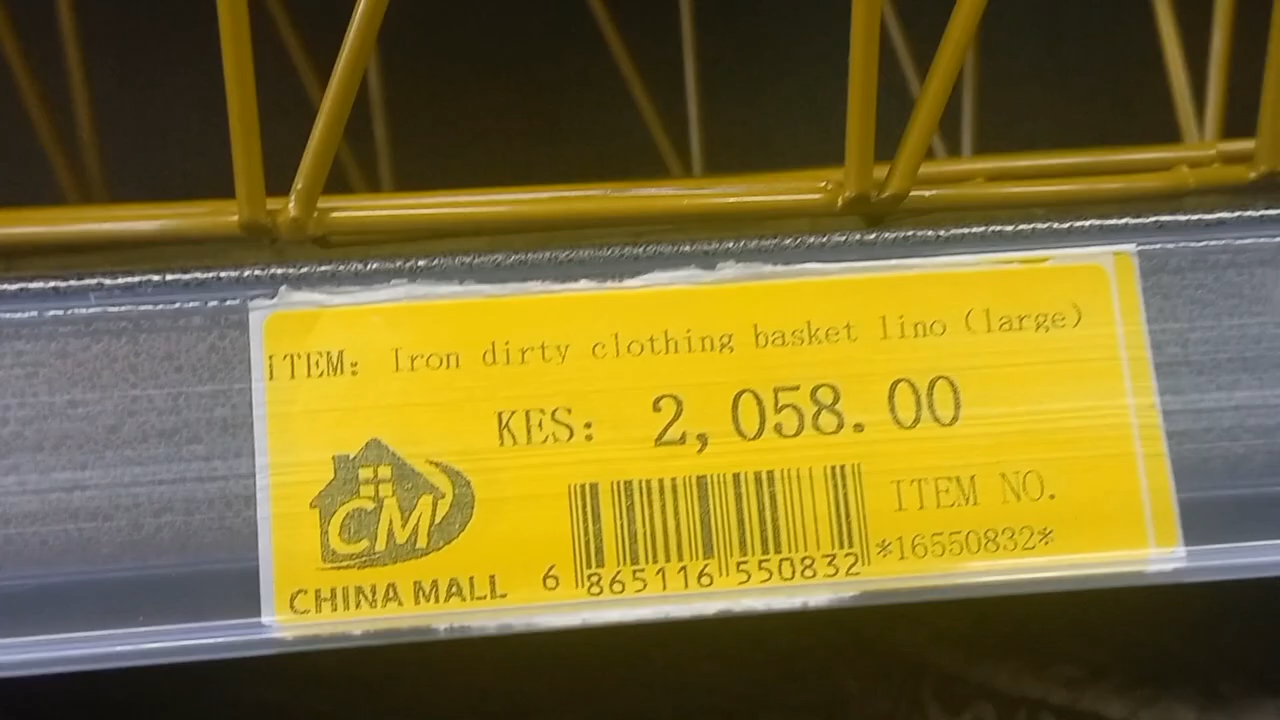 ITEM: Iron dirty clothing basket lino (large)
KES: 2,058.00
CM
CHINA MALL
6 865116 550832
ITEM NO.
*16550832*